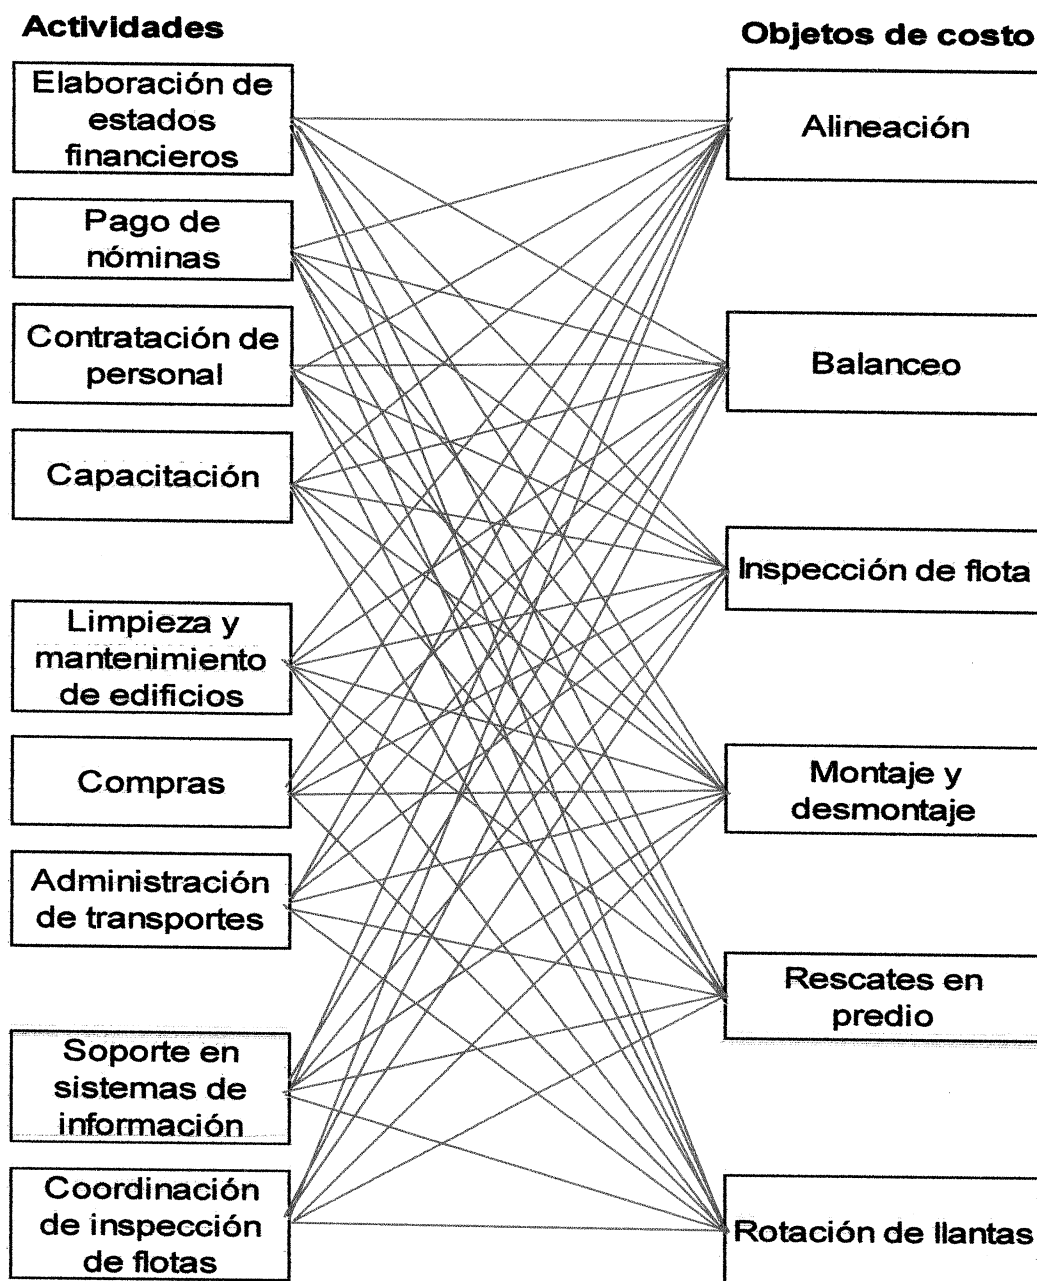 Actividades
Elaboración de
estados
financieros
Pago de
nóminas
Contratación de
personal
Capacitación
Limpieza y
mantenimiento
de edificios
Compras
Administración
de transportes
Soporte en
sistemas de
información
Coordinación
de inspección
de flotas
Objetos de costo
Alineación
Balanceo
Inspección de flota
Montaje y
desmontaje
Rescates en
predio
Rotación de llantas